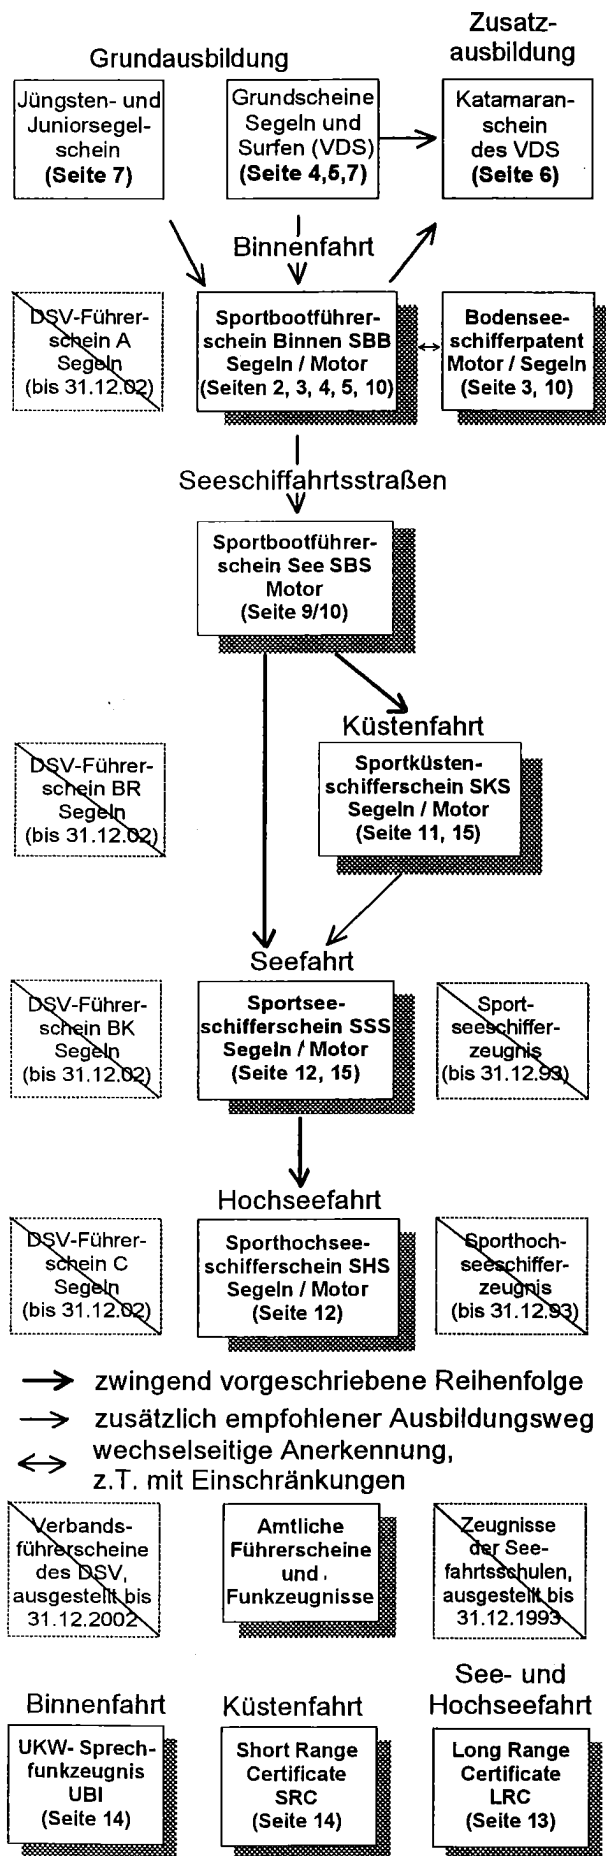 Grundausbildung
Zusatz-
ausbildung
Jüngsten- und
Juniorsegel-
schein
(Seite 7)
Grundscheine
Segeln und
Surfen (VDS)
(Seite 4,5,7)
Katamaran-
schein
des VDS
(Seite 6)
Binnenfahrt
DSV-Führer-
schein A
Segeln
(bis 31.12.02)
Sportbootführer-
schein Binnen SBB
Segeln / Motor
(Seiten 2, 3, 4, 5, 10)
Bodensee-
schifferpatent
Motor / Segeln
(Seite 3, 10)
Seeschiffahrtsstraßen
Sportbootführer-
schein See SBS
Motor
(Seite 9/10)
Küstenfahrt
DSV-Führer-
schein BR
Segeln
(bis 31.12.02)
Sportküsten-
schifferschein SKS
Segeln / Motor
(Seite 11, 15)
Seefahrt
DSV-Führer-
schein BK
Segeln
(bis 31.12.02)
Sportsee-
schifferschein SSS
Segeln / Motor
(Seite 12, 15)
Sport-
seeschiffer-
zeugnis
(bis 31.12.93)
Hochseefahrt
DSV-Führer-
schein C
Segeln
(bis 31.12.02)
Sporthochsee-
schifferschein SHS
Segeln / Motor
(Seite 12)
Sporthoch-
seeschiffer-
zeugnis
(bis 31.12.93)
zwingend vorgeschriebene Reihenfolge
zusätzlich empfohlener Ausbildungsweg
wechselseitige Anerkennung,
z.T. mit Einschränkungen
Verbands-
führerscheine
des DSV,
ausgestellt bis
31.12.2002
Amtliche
Führerscheine
und
Funkzeugnisse
Zeugnisse
der See-
fahrtsschulen,
ausgestellt bis
31.12.1993
Binnenfahrt
Küstenfahrt
See- und
Hochseefahrt
UKW- Sprech-
funkzeugnis
UBI
(Seite 14)
Short Range
Certificate
SRC
(Seite 14)
Long Range
Certificate
LRC
(Seite 13)